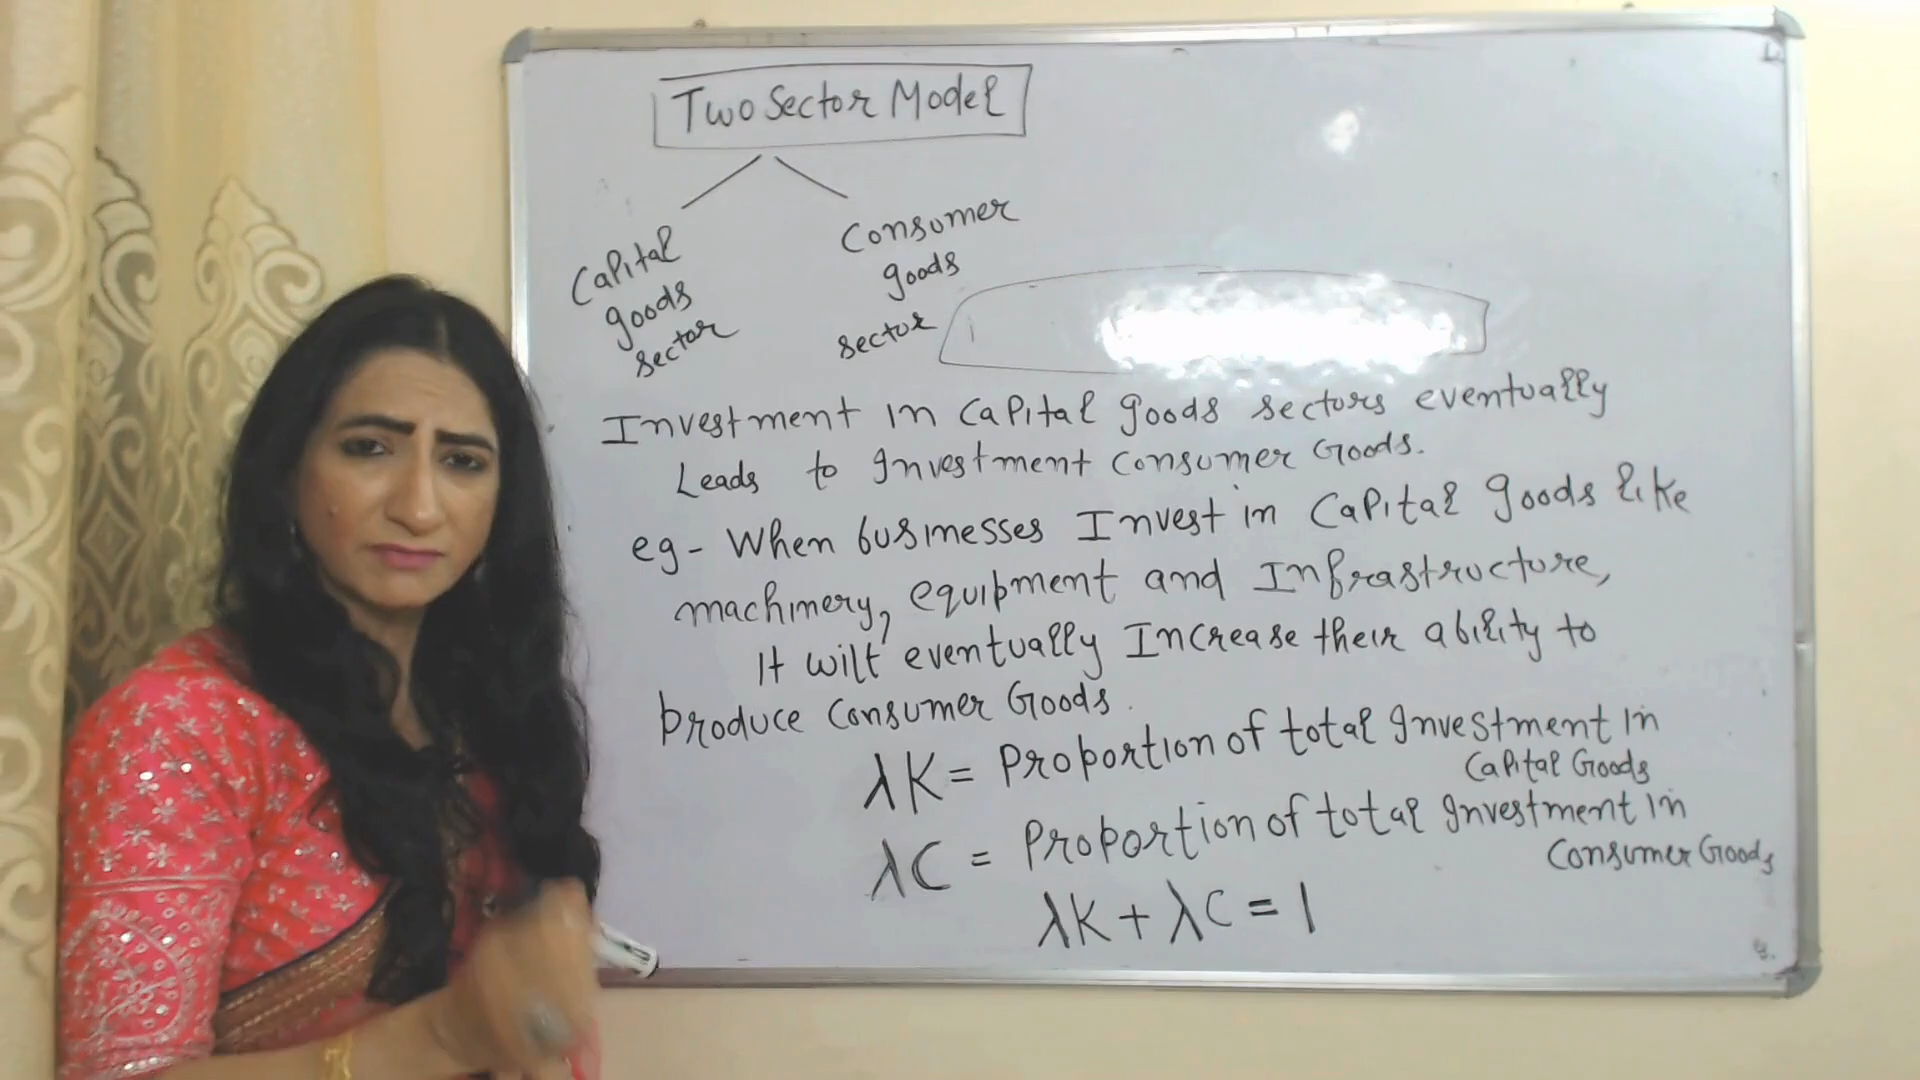 Two Sector Model
Capital
goods
sector
Consumer
goods
sector
Investment in Capital goods sectors eventually
Leads to Investment Consumer Goods.
eg- When businesses Invest in Capital goods like
machinery, equipment and Infrastructure,
It will eventually Increase their ability to
produce Consumer Goods.
λK = Proportion of total Investment in
Capital Goods
λC = Proportion of total Investment in
Consumer Goods
λK + λC = 1